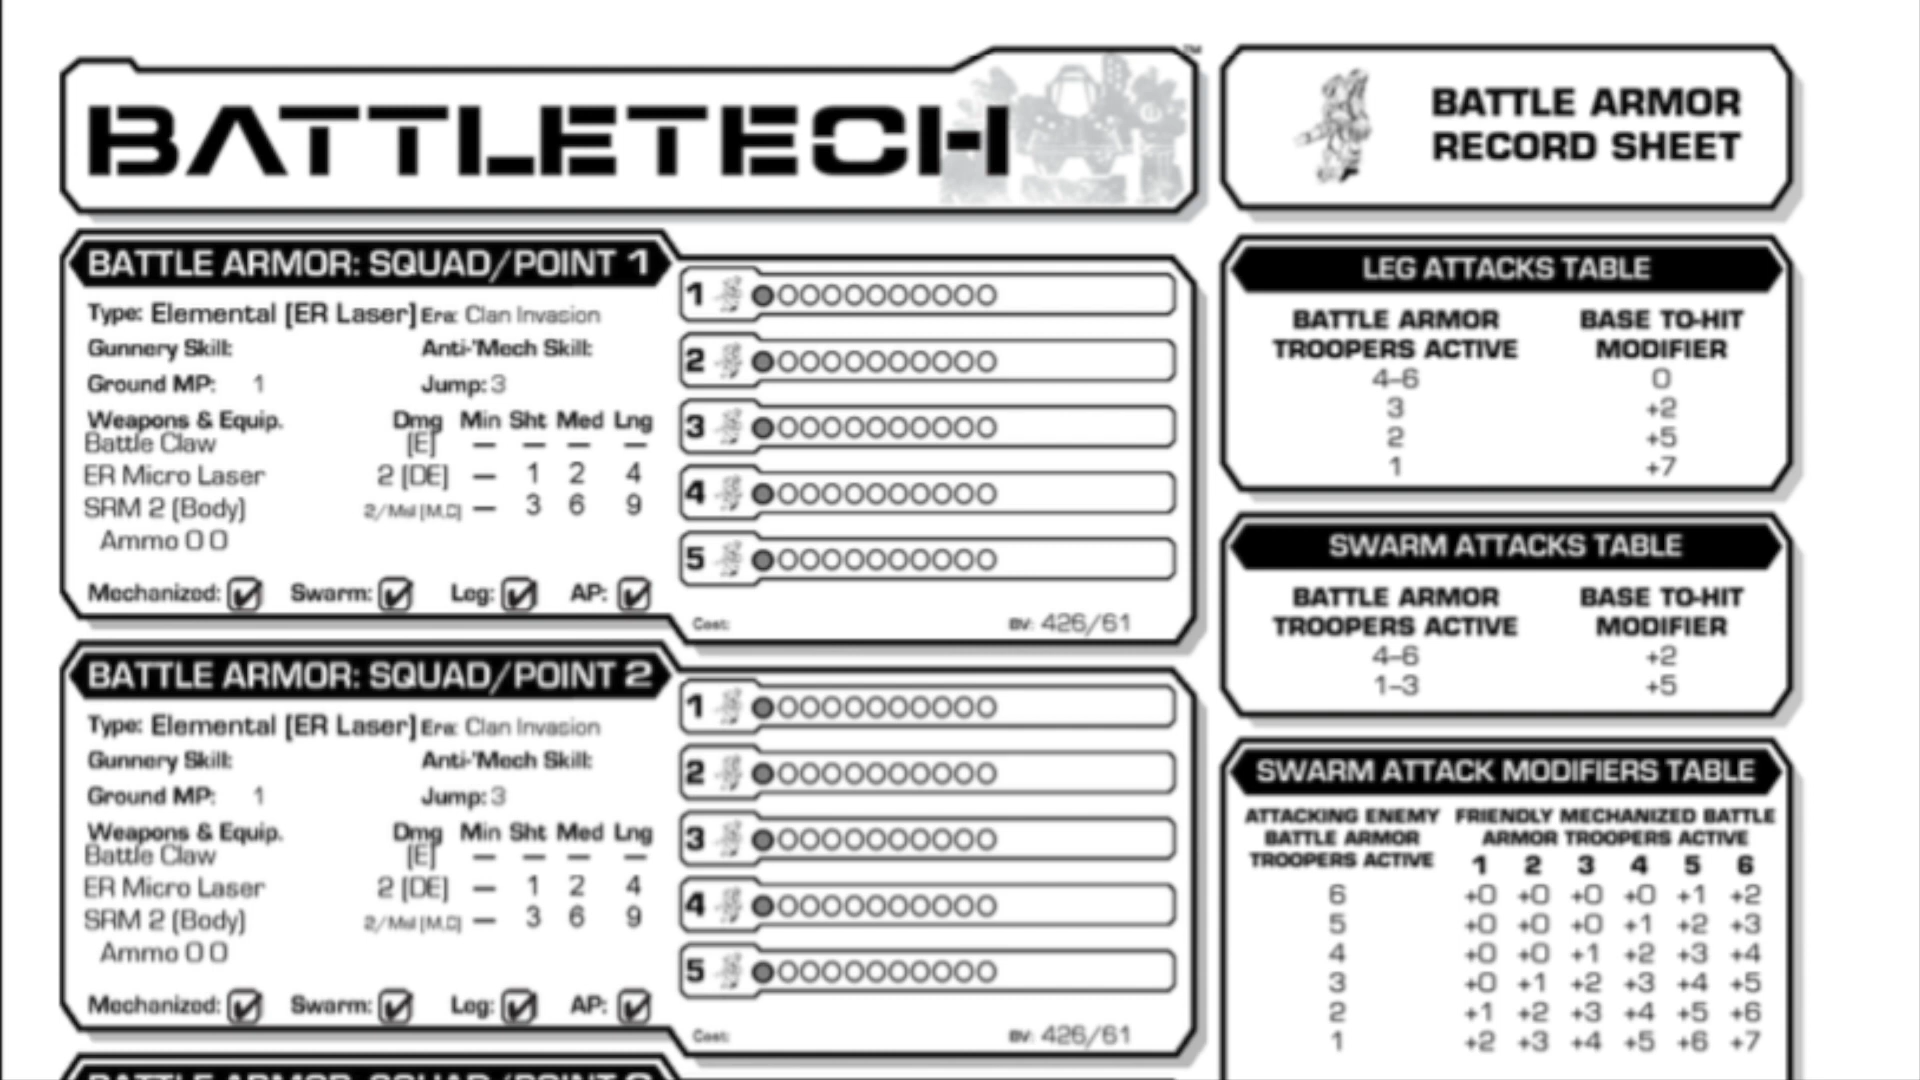 BATTLETECH
TM
BATTLE ARMOR
RECORD SHEET
BATTLE ARMOR: SQUAD/POINT 1
Type: Elemental [ER Laser] Era: Clan Invasion
Gunnery Skill: Anti-'Mech Skill:
Ground MP: 1 Jump: 3
Weapons & Equip. Dmg Min Sht Med Lng
Battle Claw [E] — — — —
ER Micro Laser 2 [DE] — 1 2 4
SRM 2 (Body) 2/Msl [M,C] — 3 6 9
Ammo O O
Mechanized: ✓ Swarm: ✓ Leg: ✓ AP: ✓
1
2
3
4
5
Cost: BV: 426/61
BATTLE ARMOR: SQUAD/POINT 2
Type: Elemental [ER Laser] Era: Clan Invasion
Gunnery Skill: Anti-'Mech Skill:
Ground MP: 1 Jump: 3
Weapons & Equip. Dmg Min Sht Med Lng
Battle Claw [E] — — — —
ER Micro Laser 2 [DE] — 1 2 4
SRM 2 (Body) 2/Msl [M,C] — 3 6 9
Ammo O O
Mechanized: ✓ Swarm: ✓ Leg: ✓ AP: ✓
1
2
3
4
5
Cost: BV: 426/61
BATTLE ARMOR: SQUAD/POINT 3
LEG ATTACKS TABLE
BATTLE ARMOR BASE TO-HIT
TROOPERS ACTIVE MODIFIER
4–6 0
3 +2
2 +5
1 +7
SWARM ATTACKS TABLE
BATTLE ARMOR BASE TO-HIT
TROOPERS ACTIVE MODIFIER
4–6 +2
1–3 +5
SWARM ATTACK MODIFIERS TABLE
ATTACKING ENEMY FRIENDLY MECHANIZED BATTLE
BATTLE ARMOR ARMOR TROOPERS ACTIVE
TROOPERS ACTIVE 1 2 3 4 5 6
6 +0 +0 +0 +0 +1 +2
5 +0 +0 +0 +1 +2 +3
4 +0 +0 +1 +2 +3 +4
3 +0 +1 +2 +3 +4 +5
2 +1 +2 +3 +4 +5 +6
1 +2 +3 +4 +5 +6 +7